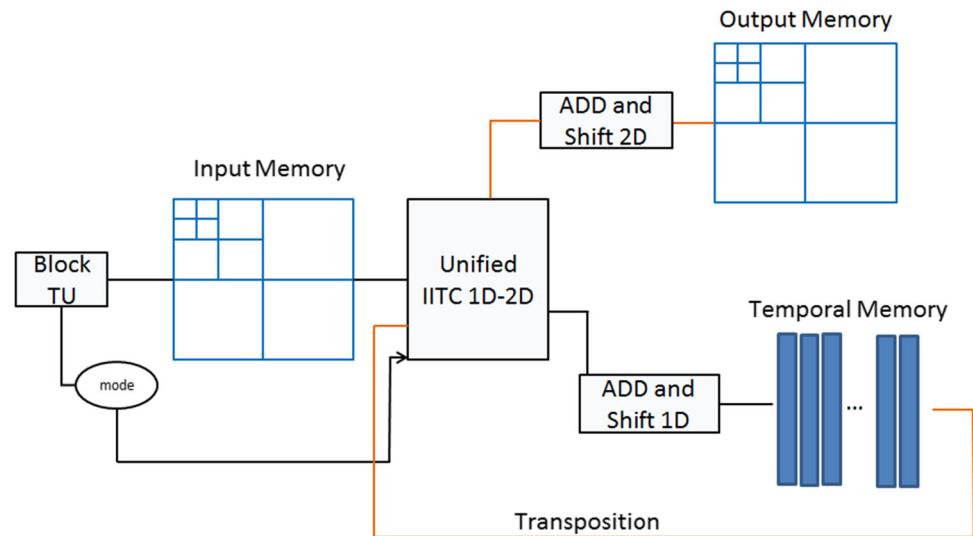 Output Memory
ADD and
Shift 2D
Input Memory
Block
TU
Unified
IITC 1D-2D
Temporal Memory
mode
ADD and
Shift 1D
...
Transposition